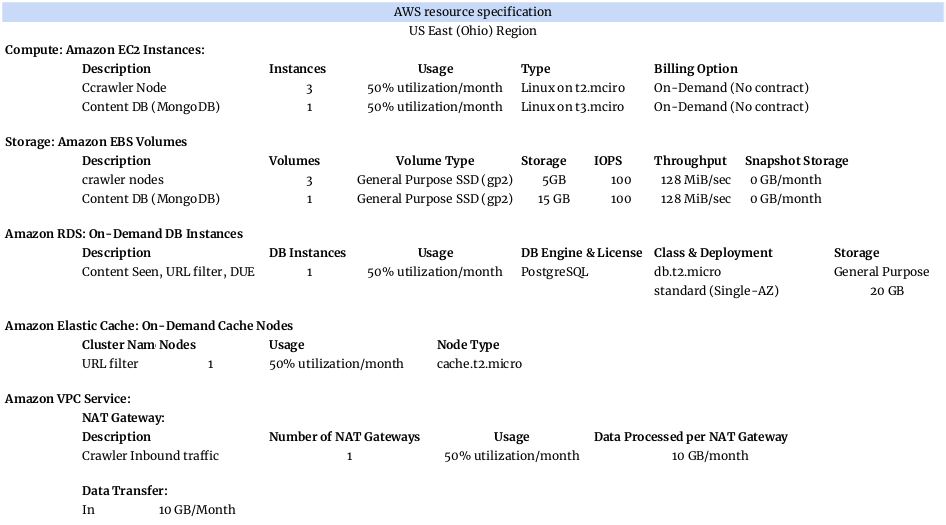 AWS resource specification
US East (Ohio) Region
Compute: Amazon EC2 Instances:
Description Instances Usage Type Billing Option
Ccrawler Node 3 50% utilization/month Linux on t2.mciro On-Demand (No contract)
Content DB (MongoDB) 1 50% utilization/month Linux on t3.mciro On-Demand (No contract)
Storage: Amazon EBS Volumes
Description Volumes Volume Type Storage IOPS Throughput Snapshot Storage
crawler nodes 3 General Purpose SSD (gp2) 5GB 100 128 MiB/sec 0 GB/month
Content DB (MongoDB) 1 General Purpose SSD (gp2) 15 GB 100 128 MiB/sec 0 GB/month
Amazon RDS: On-Demand DB Instances
Description DB Instances Usage DB Engine & License Class & Deployment Storage
Content Seen, URL filter, DUE 1 50% utilization/month PostgreSQL db.t2.micro General Purpose
standard (Single-AZ) 20 GB
Amazon Elastic Cache: On-Demand Cache Nodes
Cluster Nam Nodes Usage Node Type
URL filter 1 50% utilization/month cache.t2.micro
Amazon VPC Service:
NAT Gateway:
Description Number of NAT Gateways Usage Data Processed per NAT Gateway
Crawler Inbound traffic 1 50% utilization/month 10 GB/month
Data Transfer:
In 10 GB/Month